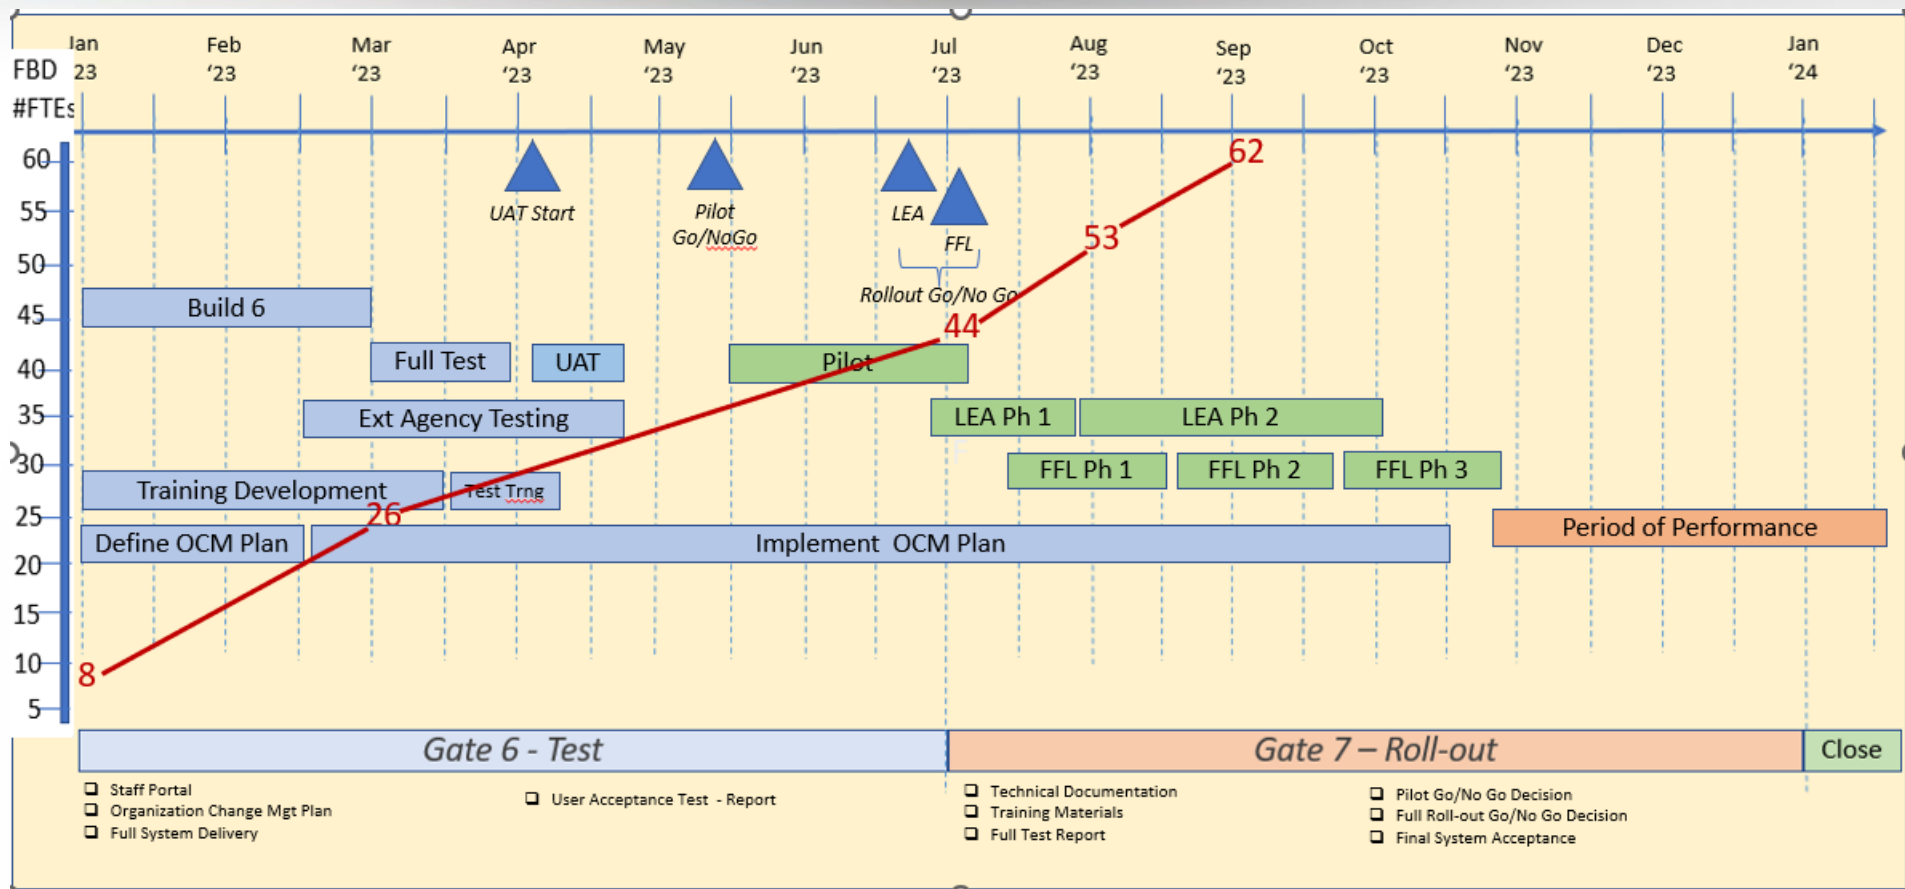 Jan Feb Mar Apr May Jun Jul Aug Sep Oct Nov Dec Jan
23 ‘23 ‘23 ‘23 ‘23 ‘23 ‘23 ‘23 ‘23 ‘23 ‘23 ‘23 ‘24
FBD
#FTEs
60
62
55
UAT Start
Pilot
Go/NoGo
LEA
FFL
53
50
Rollout Go/No Go
45
Build 6
44
40
Full Test
UAT
Pilot
35
Ext Agency Testing
LEA Ph 1
LEA Ph 2
30
FFL Ph 1
FFL Ph 2
FFL Ph 3
Training Development
Test Trng
25
26
Period of Performance
Define OCM Plan
Implement OCM Plan
20
15
10
8
5
Gate 6 - Test
Gate 7 – Roll-out
Close
Staff Portal
Organization Change Mgt Plan
Full System Delivery
User Acceptance Test - Report
Technical Documentation
Training Materials
Full Test Report
Pilot Go/No Go Decision
Full Roll-out Go/No Go Decision
Final System Acceptance